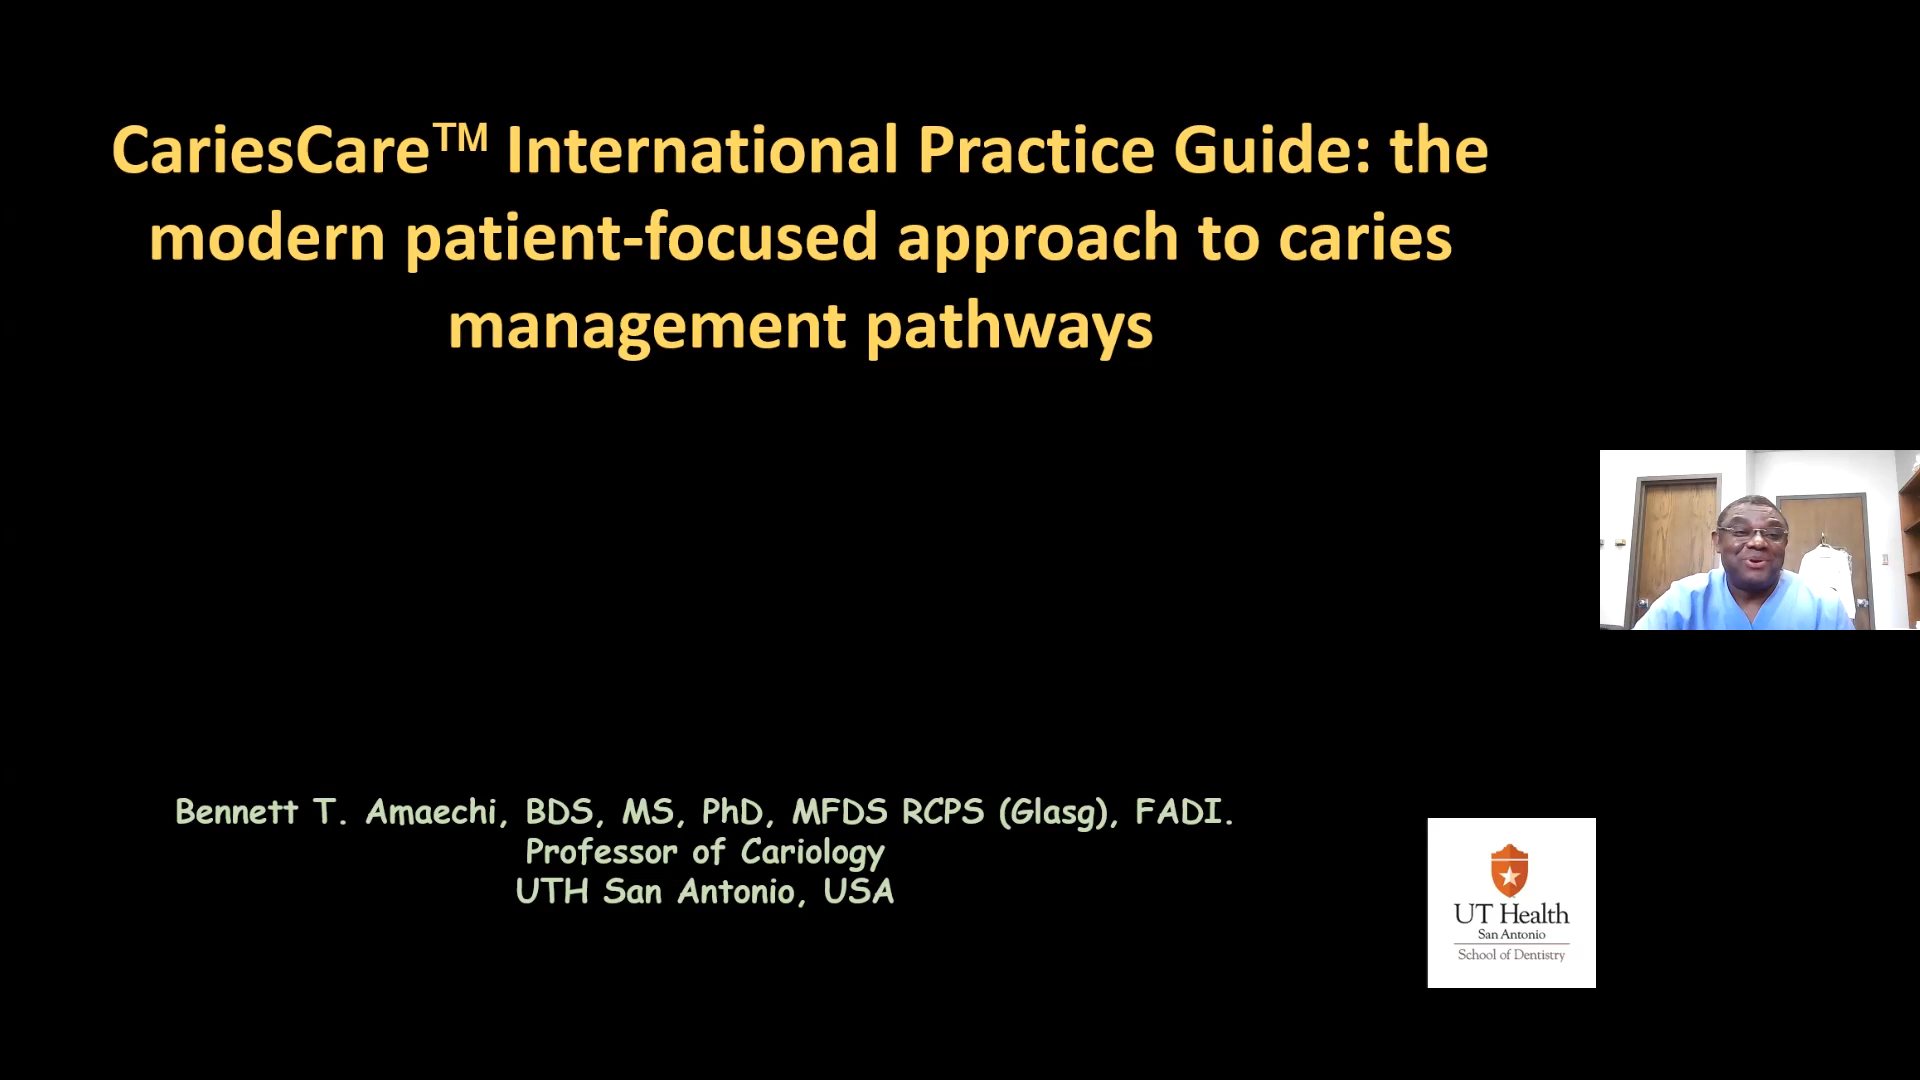 CariesCare™ International Practice Guide: the
modern patient-focused approach to caries
management pathways
Bennett T. Amaechi, BDS, MS, PhD, MFDS RCPS (Glasg), FADI.
Professor of Cariology
UTH San Antonio, USA
UT Health
San Antonio
School of Dentistry